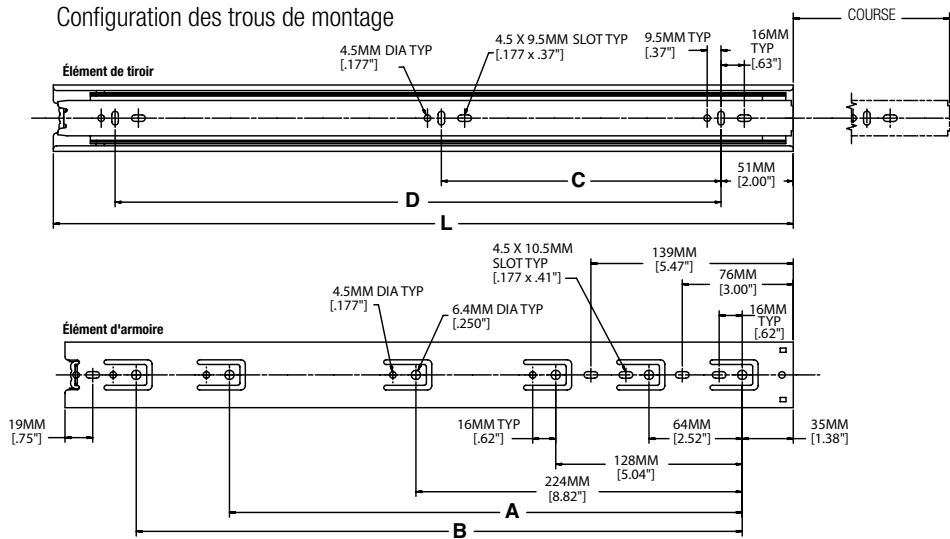 Configuration des trous de montage
COURSE
4.5MM DIA TYP
[.177"]
4.5 X 9.5MM SLOT TYP
[.177 x .37"]
9.5MM TYP
[.37"]
16MM
TYP
[.63"]
Élément de tiroir
C
51MM
[2.00"]
D
L
4.5 X 10.5MM
SLOT TYP
[.177 x .41"]
139MM
[5.47"]
76MM
[3.00"]
4.5MM DIA TYP
[.177"]
6.4MM DIA TYP
[.250"]
16MM
TYP
[.62"]
Élément d'armoire
19MM
[.75"]
16MM TYP
[.62"]
64MM
[2.52"]
35MM
[1.38"]
128MM
[5.04"]
224MM
[8.82"]
A
B